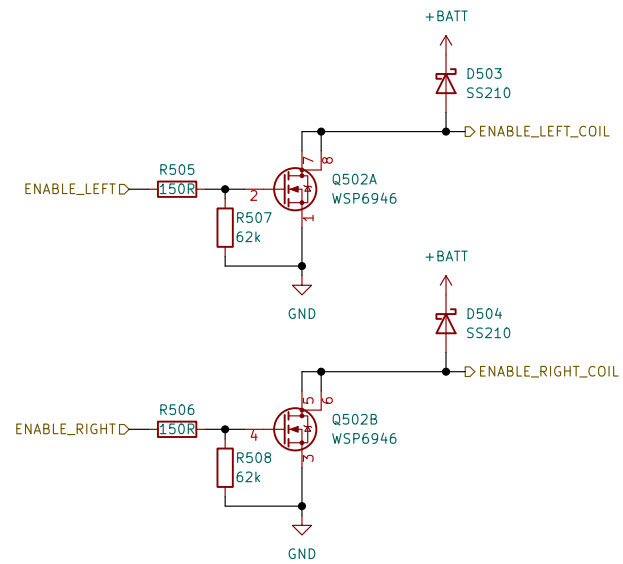 +BATT
D503
SS210
ENABLE_LEFT_COIL
7
8
R505
Q502A
ENABLE_LEFT
150R
2
WSP6946
R507
1
62k
+BATT
GND
D504
SS210
ENABLE_RIGHT_COIL
5
6
R506
Q502B
ENABLE_RIGHT
150R
4
WSP6946
R508
3
62k
GND